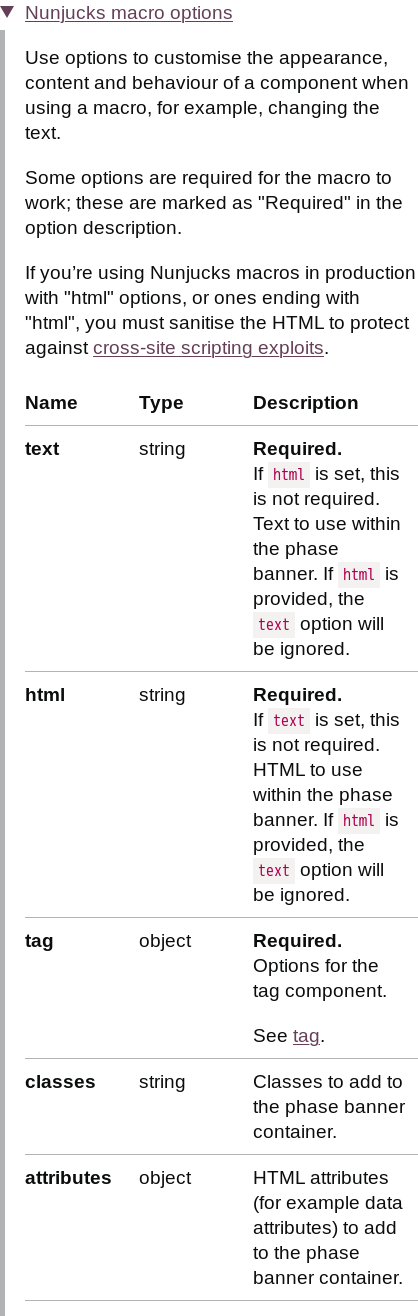 ▼ Nunjucks macro options
Use options to customise the appearance,
content and behaviour of a component when
using a macro, for example, changing the
text.
Some options are required for the macro to
work; these are marked as "Required" in the
option description.
If you’re using Nunjucks macros in production
with "html" options, or ones ending with
"html", you must sanitise the HTML to protect
against cross-site scripting exploits.
Name Type Description
text string Required.
If html is set, this
is not required.
Text to use within
the phase
banner. If html is
provided, the
text option will
be ignored.
html string Required.
If text is set, this
is not required.
HTML to use
within the phase
banner. If html is
provided, the
text option will
be ignored.
tag object Required.
Options for the
tag component.
See tag.
classes string Classes to add to
the phase banner
container.
attributes object HTML attributes
(for example data
attributes) to add
to the phase
banner container.